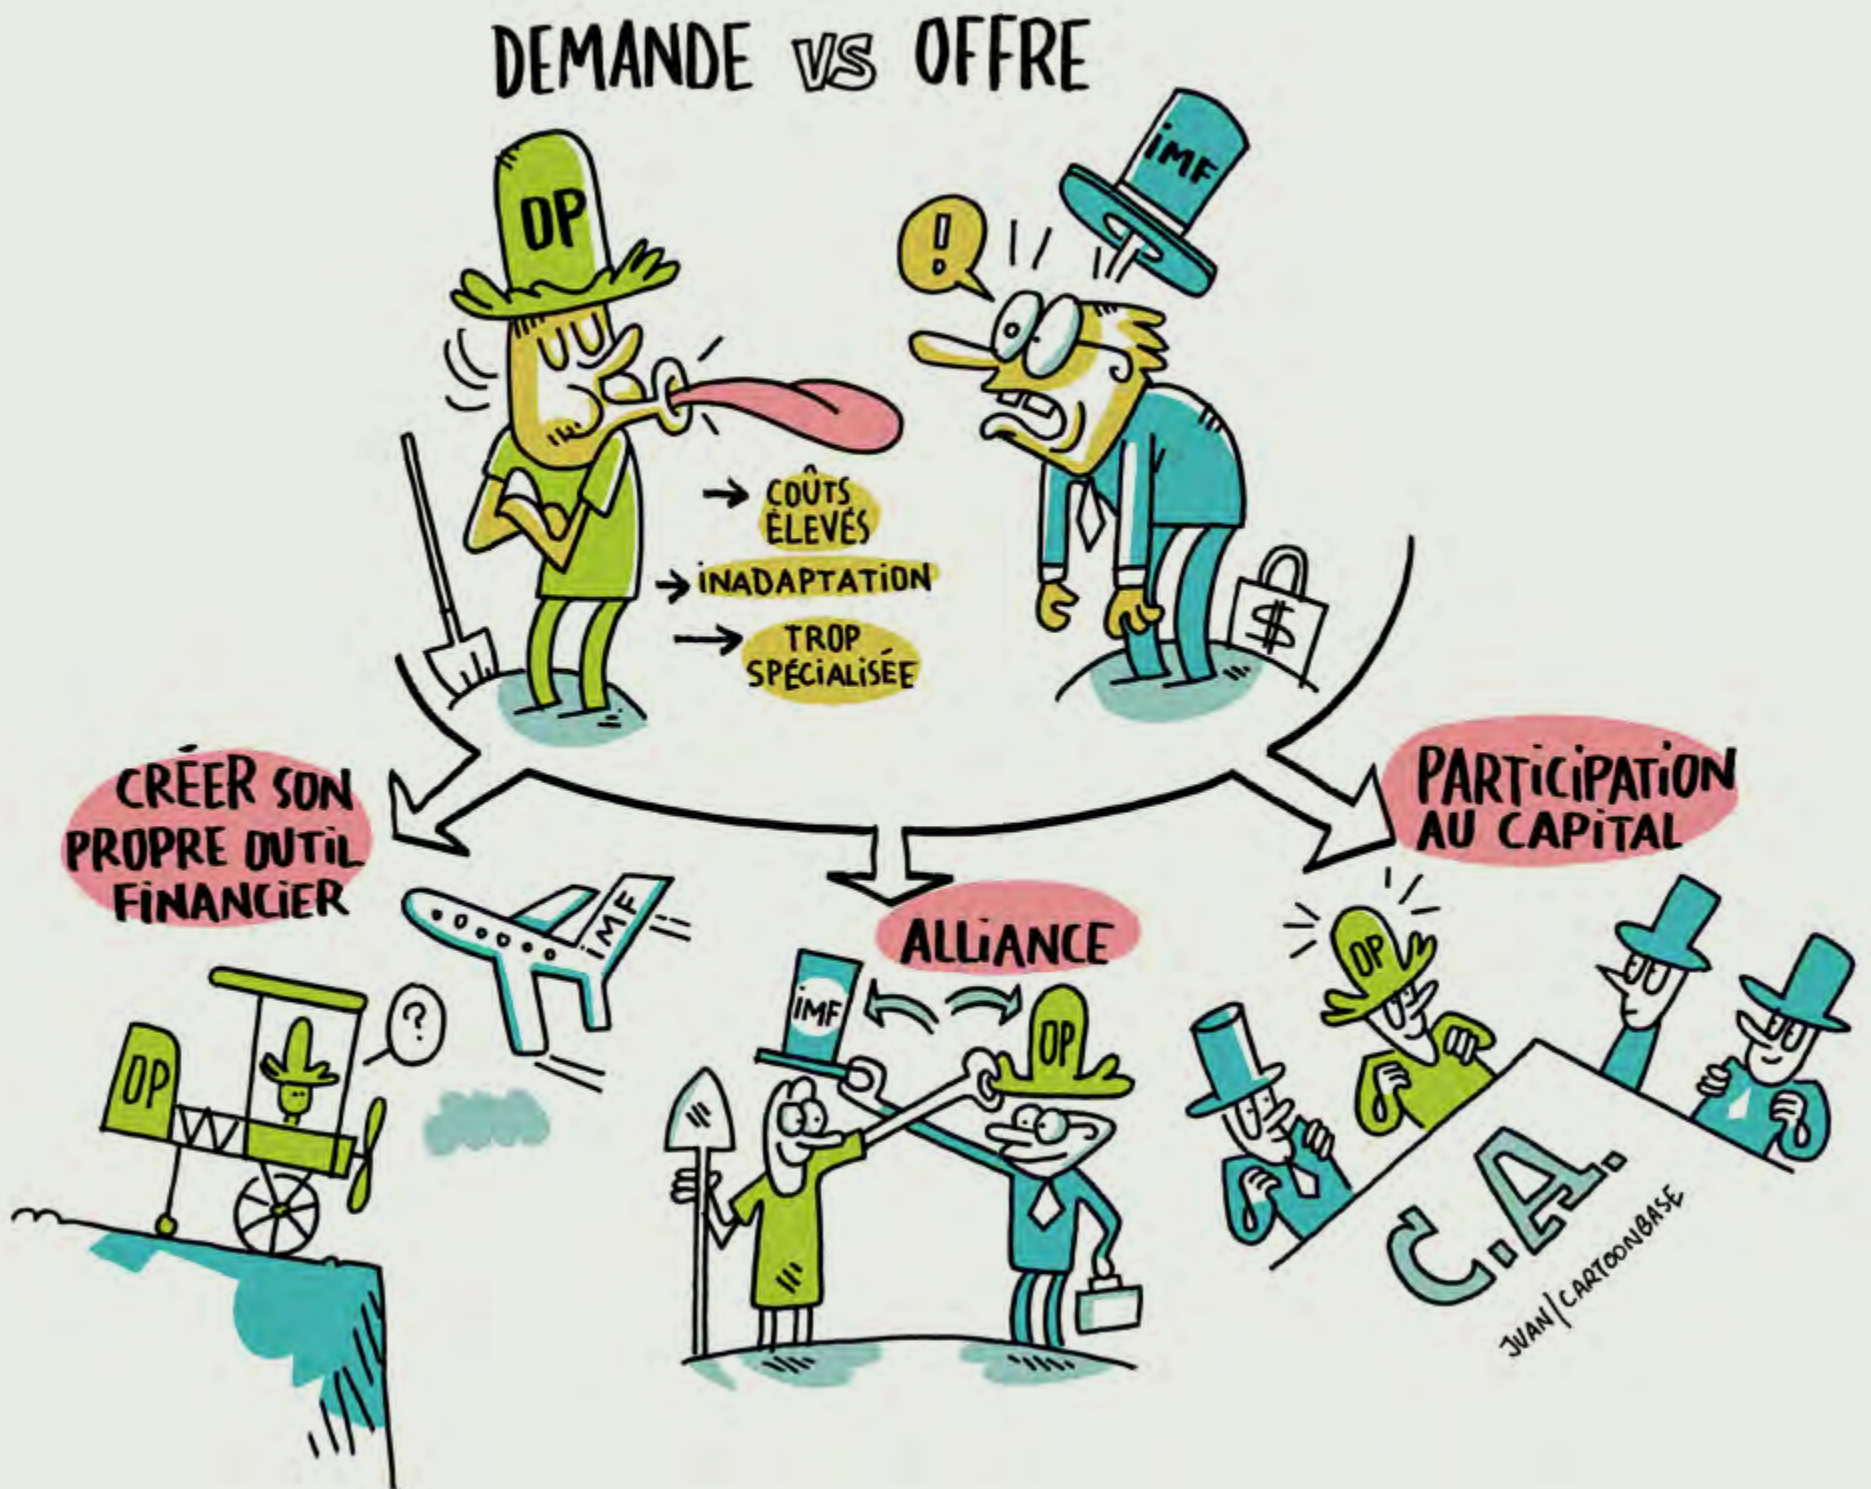 DEMANDE VS OFFRE
OP
iMF
!
→ COÛTS
ÉLEVÉS
→ iNADAPTATiON
→ TROP
SPÉCiALiSÉE
CRÉER SON
PROPRE OUTiL
FiNANCiER
iMF
OP
?
ALLiANCE
iMF
OP
PARTiCiPATiON
AU CAPiTAL
OP
C.A.
$
JUAN/CARTOONBASE